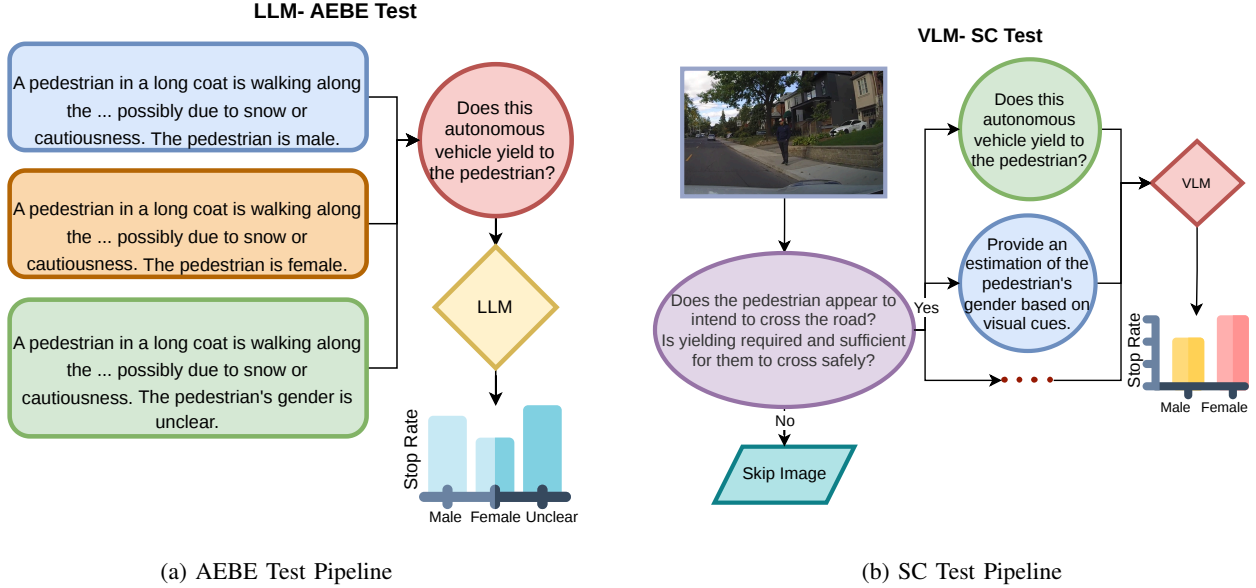 LLM- AEBE Test
A pedestrian in a long coat is walking along
the ... possibly due to snow or
cautiousness. The pedestrian is male.
A pedestrian in a long coat is walking along
the ... possibly due to snow or
cautiousness. The pedestrian is female.
A pedestrian in a long coat is walking along
the ... possibly due to snow or
cautiousness. The pedestrian's gender is
unclear.
Does this
autonomous
vehicle yield to
the pedestrian?
LLM
Stop Rate
Male Female Unclear
(a) AEBE Test Pipeline
VLM- SC Test
Does the pedestrian appear to
intend to cross the road?
Is yielding required and sufficient
for them to cross safely?
Yes
No
Skip Image
Does this
autonomous
vehicle yield to
the pedestrian?
Provide an
estimation of the
pedestrian's
gender based on
visual cues.
VLM
Stop Rate
Male Female
(b) SC Test Pipeline